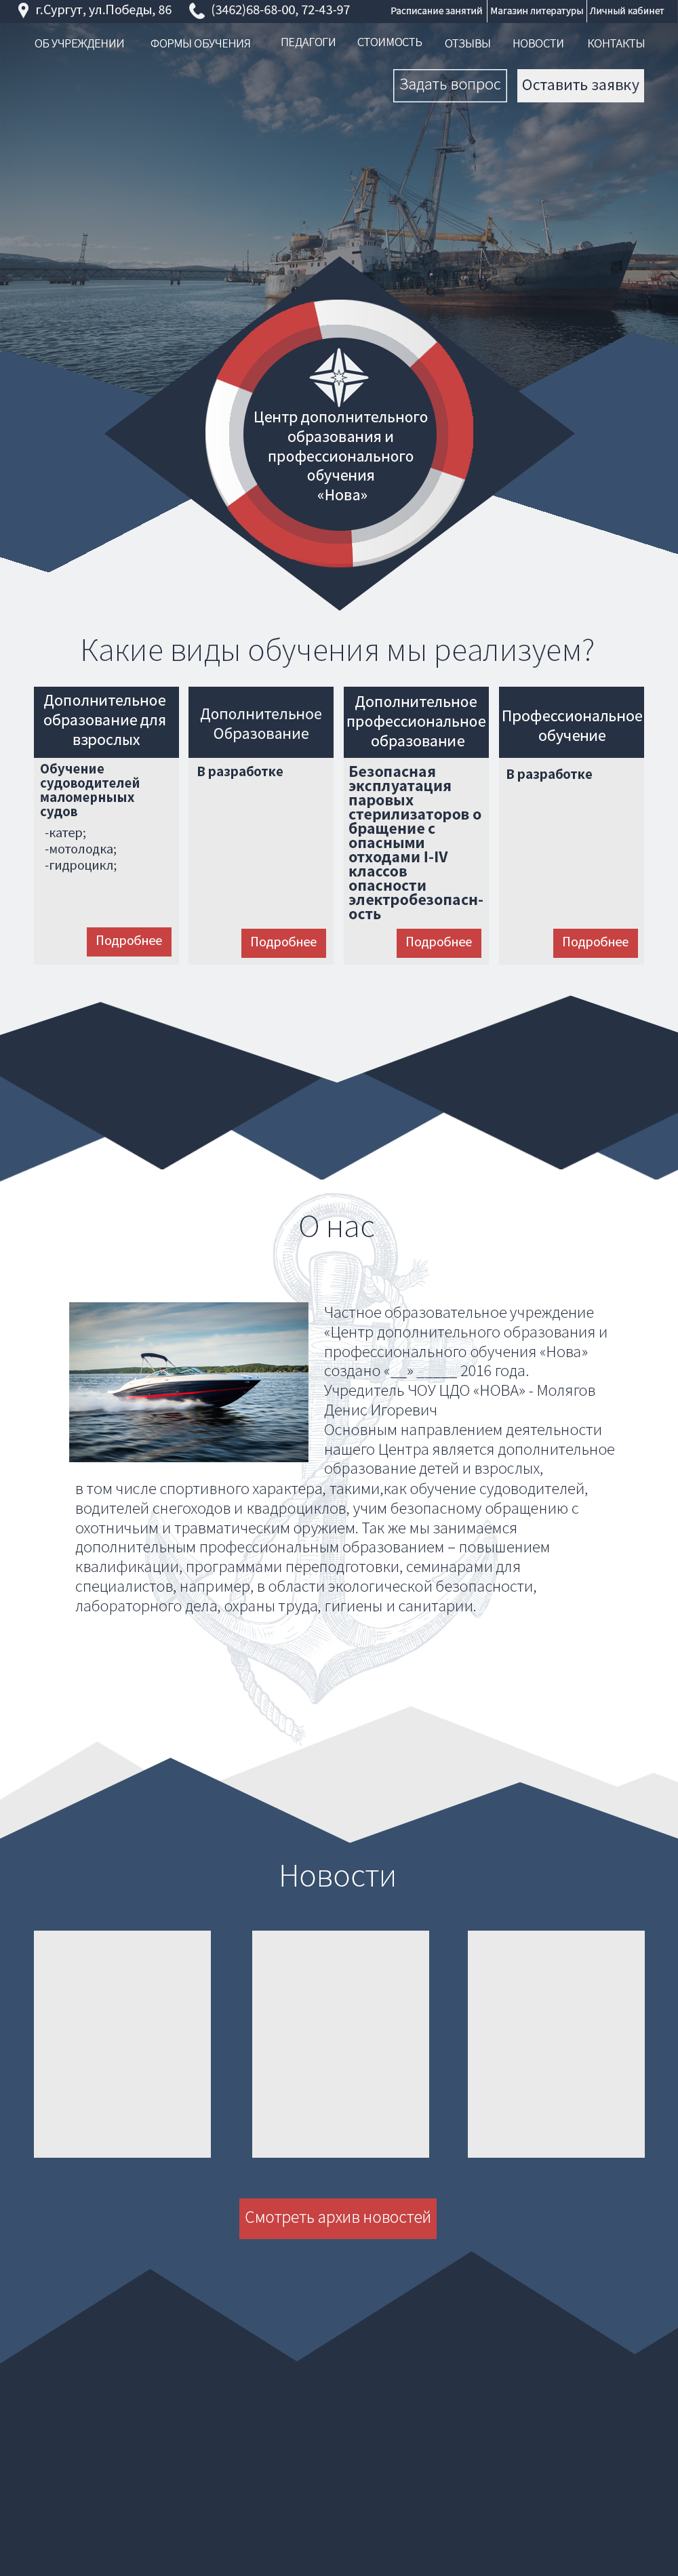 г.Сургут, ул.Победы, 86
(3462)68-68-00, 72-43-97
Расписание занятий
Магазин литературы
Личный кабинет
ОБ УЧРЕЖДЕНИИ
ФОРМЫ ОБУЧЕНИЯ
ПЕДАГОГИ
СТОИМОСТЬ
ОТЗЫВЫ
НОВОСТИ
КОНТАКТЫ
Задать вопрос
Оставить заявку
Центр дополнительного
образования и
профессионального
обучения
«Нова»
Какие виды обучения мы реализуем?
Дополнительное
образование для
взрослых
Обучение
судоводителей
маломерныых
судов
-катер;
-мотолодка;
-гидроцикл;
Подробнее
Дополнительное
Образование
В разработке
Подробнее
Дополнительное
профессиональное
образование
Безопасная
эксплуатация
паровых
стерилизаторов о
бращение с
опасными
отходами I-IV
классов
опасности
электробезопасн-
ость
Подробнее
Профессиональное
обучение
В разработке
Подробнее
О нас
Частное образовательное учреждение
«Центр дополнительного образования и
профессионального обучения «Нова»
создано «__» _____ 2016 года.
Учредитель ЧОУ ЦДО «НОВА» - Молягов
Денис Игоревич
Основным направлением деятельности
нашего Центра является дополнительное
образование детей и взрослых,
в том числе спортивного характера, такими,как обучение судоводителей,
водителей снегоходов и квадроциклов, учим безопасному обращению с
охотничьим и травматическим оружием. Так же мы занимаемся
дополнительным профессиональным образованием – повышением
квалификации, программами переподготовки, семинарами для
специалистов, например, в области экологической безопасности,
лабораторного дела, охраны труда, гигиены и санитарии.
Новости
Смотреть архив новостей